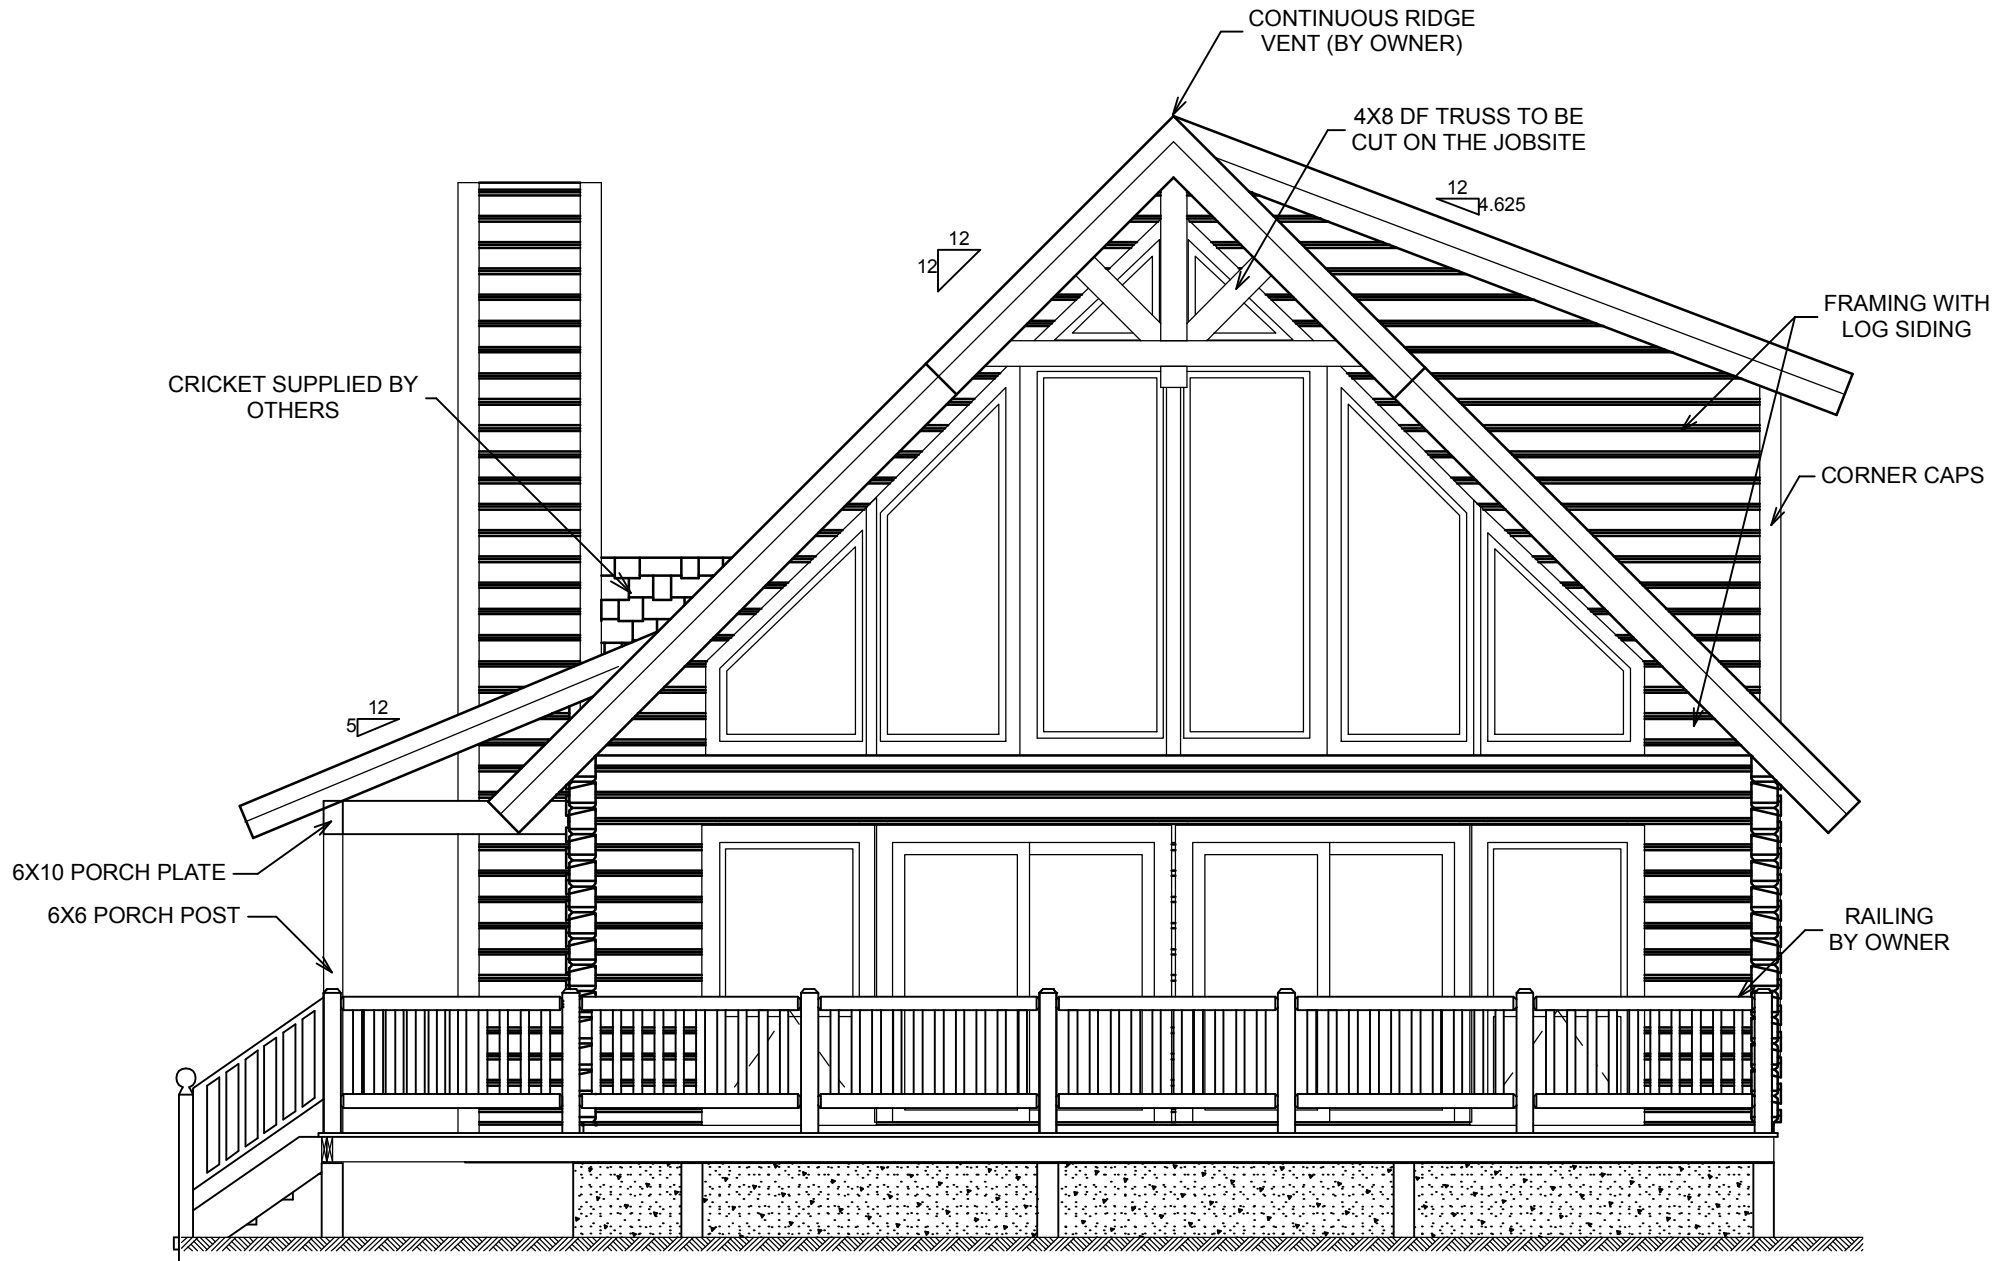 CONTINUOUS RIDGE
VENT (BY OWNER)
4X8 DF TRUSS TO BE
CUT ON THE JOBSITE
12
4.625
12
12
FRAMING WITH
LOG SIDING
CRICKET SUPPLIED BY
OTHERS
CORNER CAPS
12
5
6X10 PORCH PLATE
6X6 PORCH POST
RAILING
BY OWNER